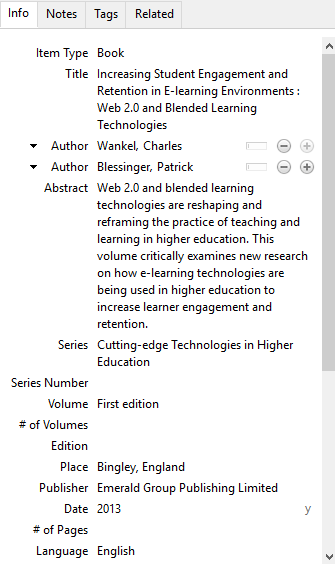 Info Notes Tags Related
Item Type Book
Title Increasing Student Engagement and
Retention in E-learning Environments :
Web 2.0 and Blended Learning
Technologies
Author Wankel, Charles
Author Blessinger, Patrick
Abstract Web 2.0 and blended learning
technologies are reshaping and
reframing the practice of teaching and
learning in higher education. This
volume critically examines new research
on how e-learning technologies are
being used in higher education to
increase learner engagement and
retention.
Series Cutting-edge Technologies in Higher
Education
Series Number
Volume First edition
# of Volumes
Edition
Place Bingley, England
Publisher Emerald Group Publishing Limited
Date 2013 y
# of Pages
Language English